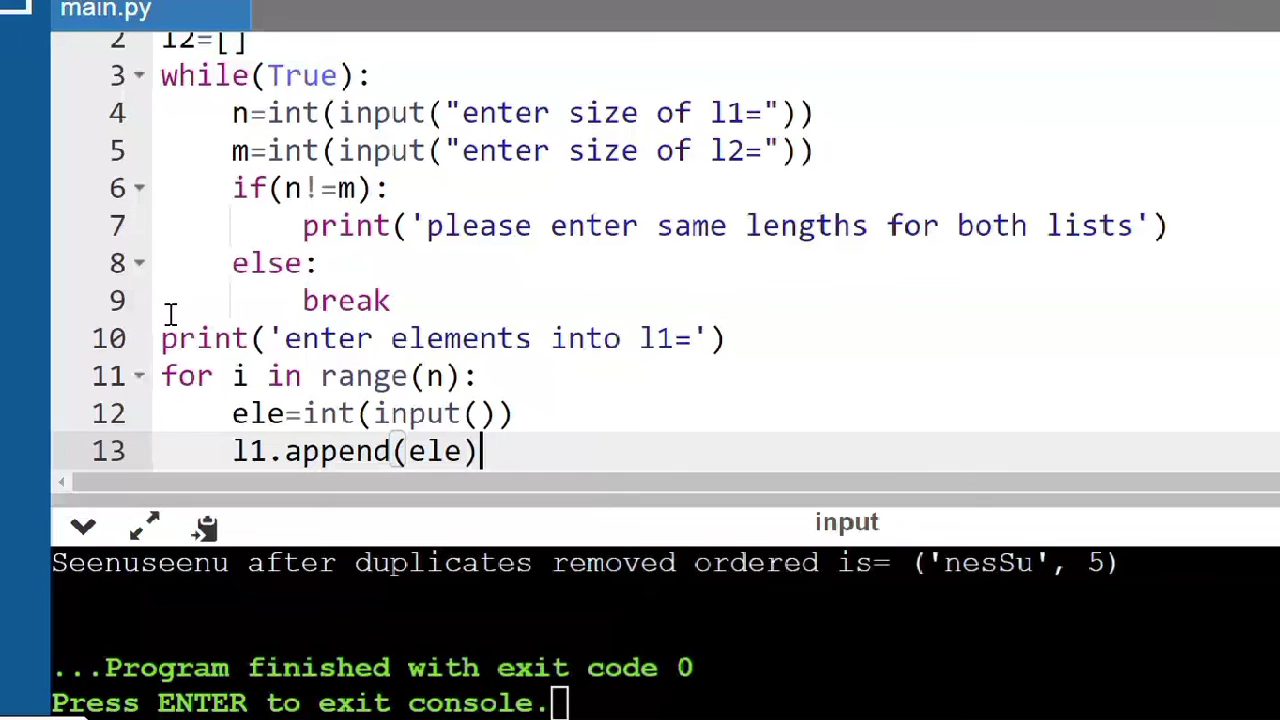 main.py
2 l2=[]
3 while(True):
4 n=int(input("enter size of l1="))
5 m=int(input("enter size of l2="))
6 if(n!=m):
7 print('please enter same lengths for both lists')
8 else:
9 break
10 print('enter elements into l1=')
11 for i in range(n):
12 ele=int(input())
13 l1.append(ele)
input
Seenuseenu after duplicates removed ordered is= ('nesSu', 5)
...Program finished with exit code 0
Press ENTER to exit console.